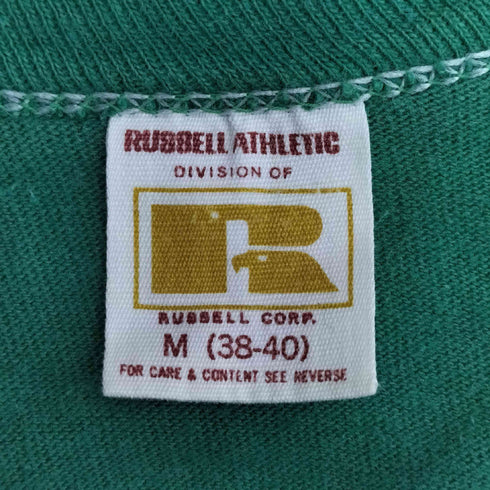 RUSSELL ATHLETIC
DIVISION OF
R
RUSSELL CORP.
M (38-40)
FOR CARE & CONTENT SEE REVERSE